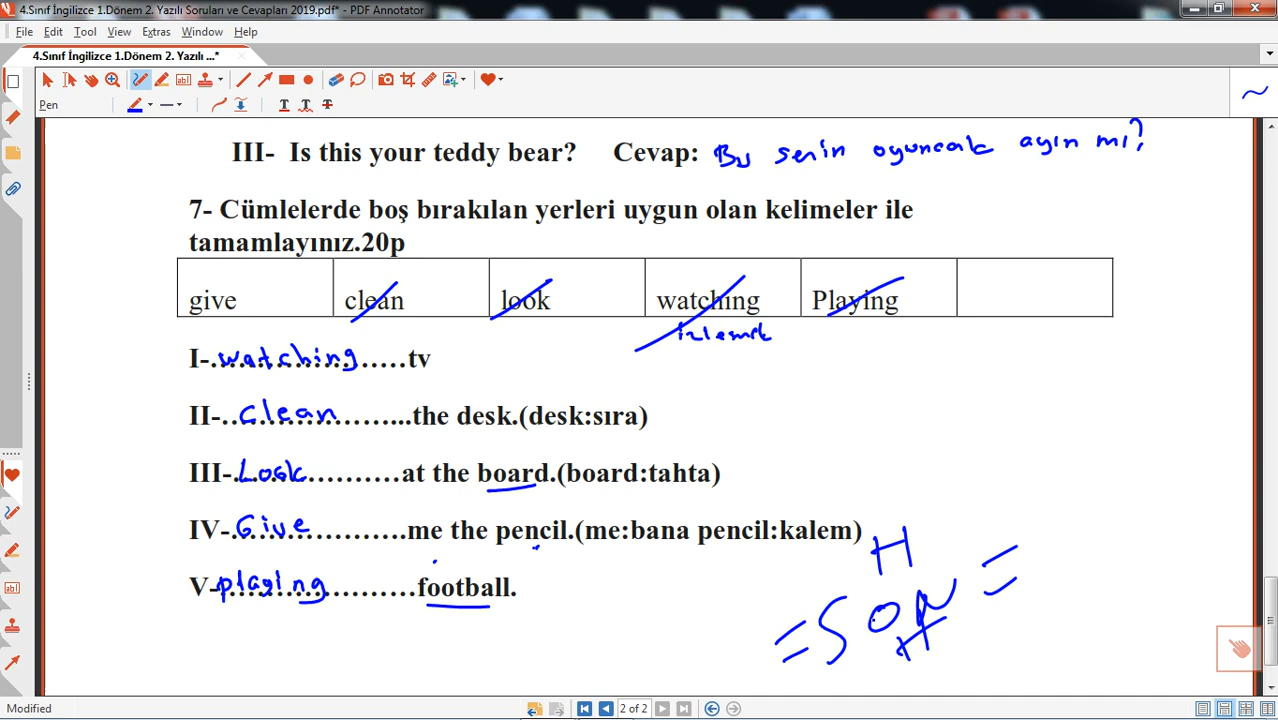 4.Sınıf İngilizce 1.Dönem 2. Yazılı Soruları ve Cevapları 2019.pdf* - PDF Annotator
File Edit Tool View Extras Window Help
4.Sınıf İngilizce 1.Dönem 2. Yazılı ...*
Pen
III- Is this your teddy bear? Cevap: Bu senin oyuncak ayın mı?
7- Cümlelerde boş bırakılan yerleri uygun olan kelimeler ile
tamamlayınız.20p
give clean look watching Playing
izlemek
I-.watching.....tv
II-..Clean...........the desk.(desk:sıra)
III-.Look..........at the board.(board:tahta)
IV-.Give..........me the pencil.(me:bana pencil:kalem)
V-playing..........football.
H
= SON =
Modified 2 of 2